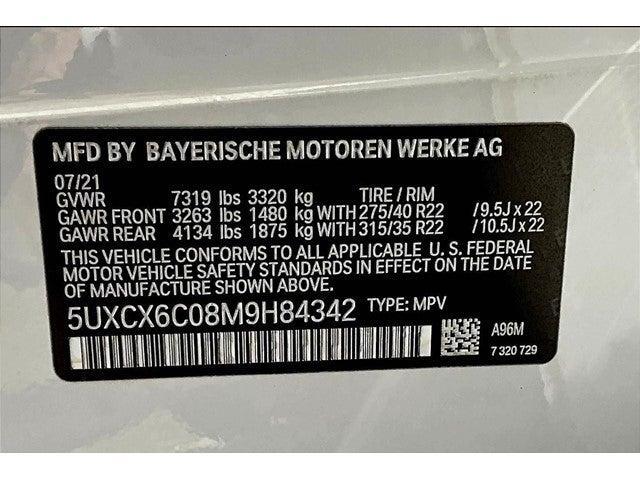 MFD BY BAYERISCHE MOTOREN WERKE AG
07/21
GVWR 7319 lbs 3320 kg TIRE / RIM
GAWR FRONT 3263 lbs 1480 kg WITH 275/40 R22 / 9.5J x 22
GAWR REAR 4134 lbs 1875 kg WITH 315/35 R22 / 10.5J x 22
THIS VEHICLE CONFORMS TO ALL APPLICABLE U. S. FEDERAL
MOTOR VEHICLE SAFETY STANDARDS IN EFFECT ON THE DATE
OF MANUFACTURE SHOWN ABOVE.
5UXCX6C08M9H84342 TYPE: MPV
A96M
7 320 729